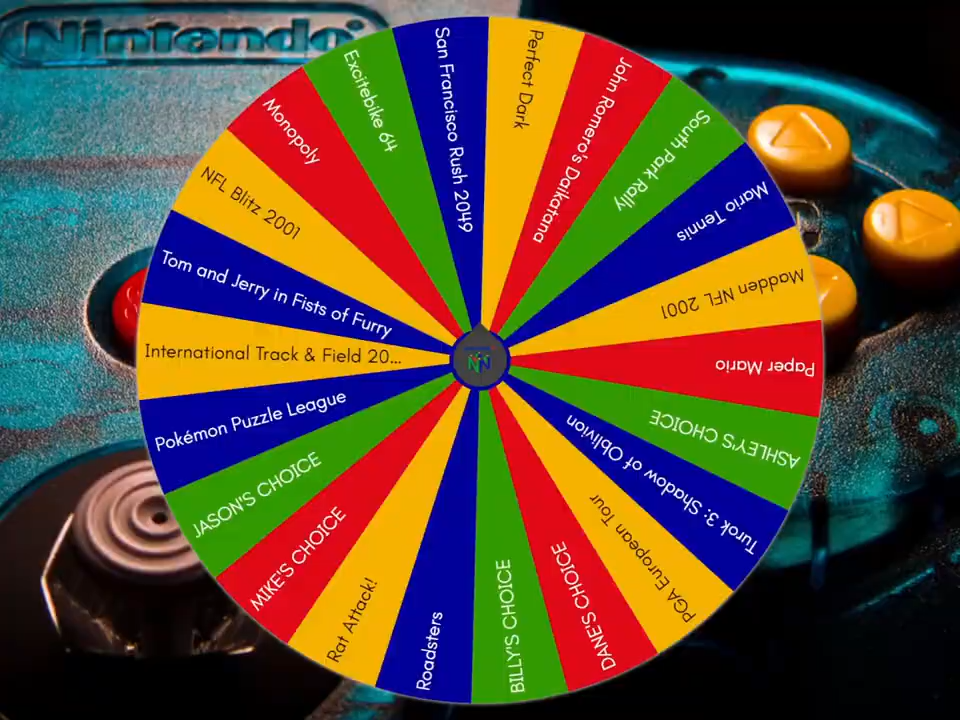 Nintendo®
San Francisco Rush 2049
Perfect Dark
John Romero's Daikatana
South Park Rally
Mario Tennis
Madden NFL 2001
Paper Mario
ASHLEY'S CHOICE
Turok 3: Shadow of Oblivion
PGA European Tour
DANE'S CHOICE
BILLY'S CHOICE
Roadsters
Rat Attack!
MIKE'S CHOICE
JASON'S CHOICE
Pokémon Puzzle League
International Track & Field 20...
Tom and Jerry in Fists of Furry
NFL Blitz 2001
Monopoly
Excitebike 64